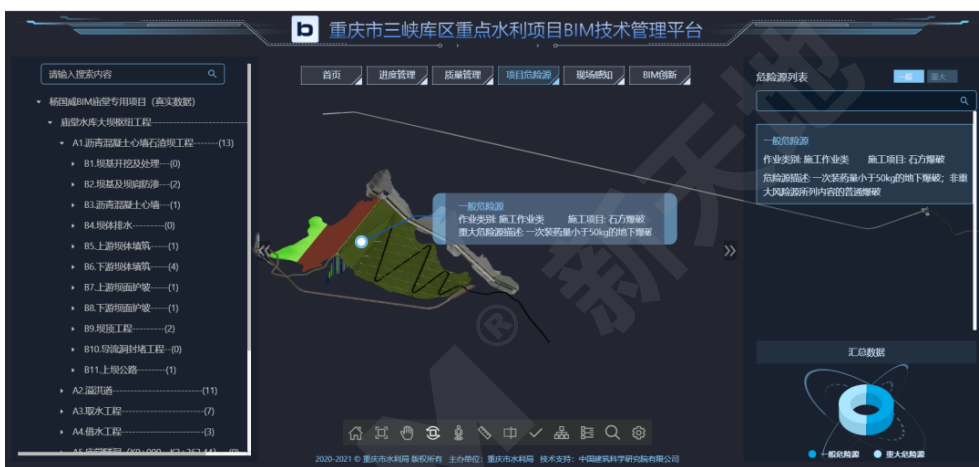 重庆市三峡库区重点水利项目BIM技术管理平台
请输入搜索内容
杨国威BIM庙堂专用项目（真实数据）
庙堂水库大坝枢纽工程
A1.沥青混凝土心墙石渣坝工程-------(13)
B1.坝基开挖及处理---(0)
B2.坝基及坝肩防渗---(2)
B3.沥青混凝土心墙---(1)
B4.坝体排水---------(0)
B5.上游坝体填筑-----(1)
B6.下游坝体填筑-----(4)
B7.上游坝面护坡-----(1)
B8.下游坝面护坡-----(1)
B9.坝顶工程---------(2)
B10.导流洞封堵工程--(0)
B11.上坝公路--------(1)
A2.溢洪道------------------------(11)
A3.取水工程----------------------(7)
A4.借水工程----------------------(3)
首页
进度管理
质量管理
项目危险源
现场感知
BIM创新
一般危险源
作业类别: 施工作业类 施工项目: 石方爆破
重大危险源描述: 一次装药量小于50kg的地下爆破
危险源列表
一般
重大
一般危险源
作业类别: 施工作业类 施工项目: 石方爆破
危险源描述: 一次装药量小于50kg的地下爆破；非重
大风险源所列内容的普通爆破
汇总数据
一般危险源 重大危险源
2020-2021 © 重庆市水利局 版权所有 主办单位：重庆市水利局 技术支持：中国建筑科学研究院有限公司
®新天地